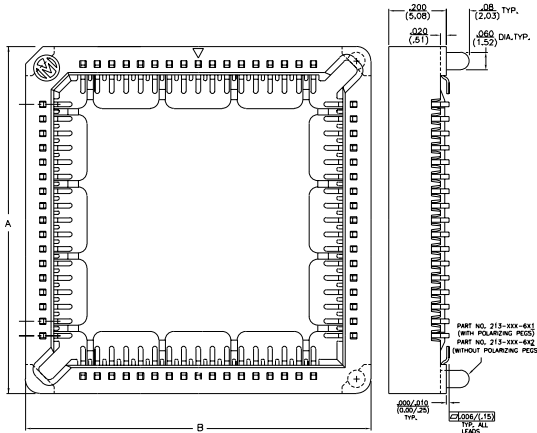 .200
(5.08)
.08 TYP.
(2.03)
.020
(.51)
.060 DIA.TYP.
(1.52)
A
PART NO. 213-XXX-6X1
(WITH POLARIZING PEGS)
PART NO. 213-XXX-6X2
(WITHOUT POLARIZING PEGS
.000/.010
(0.00/.25)
TYP.
.006/(.15)
TYP. ALL
LEADS
B